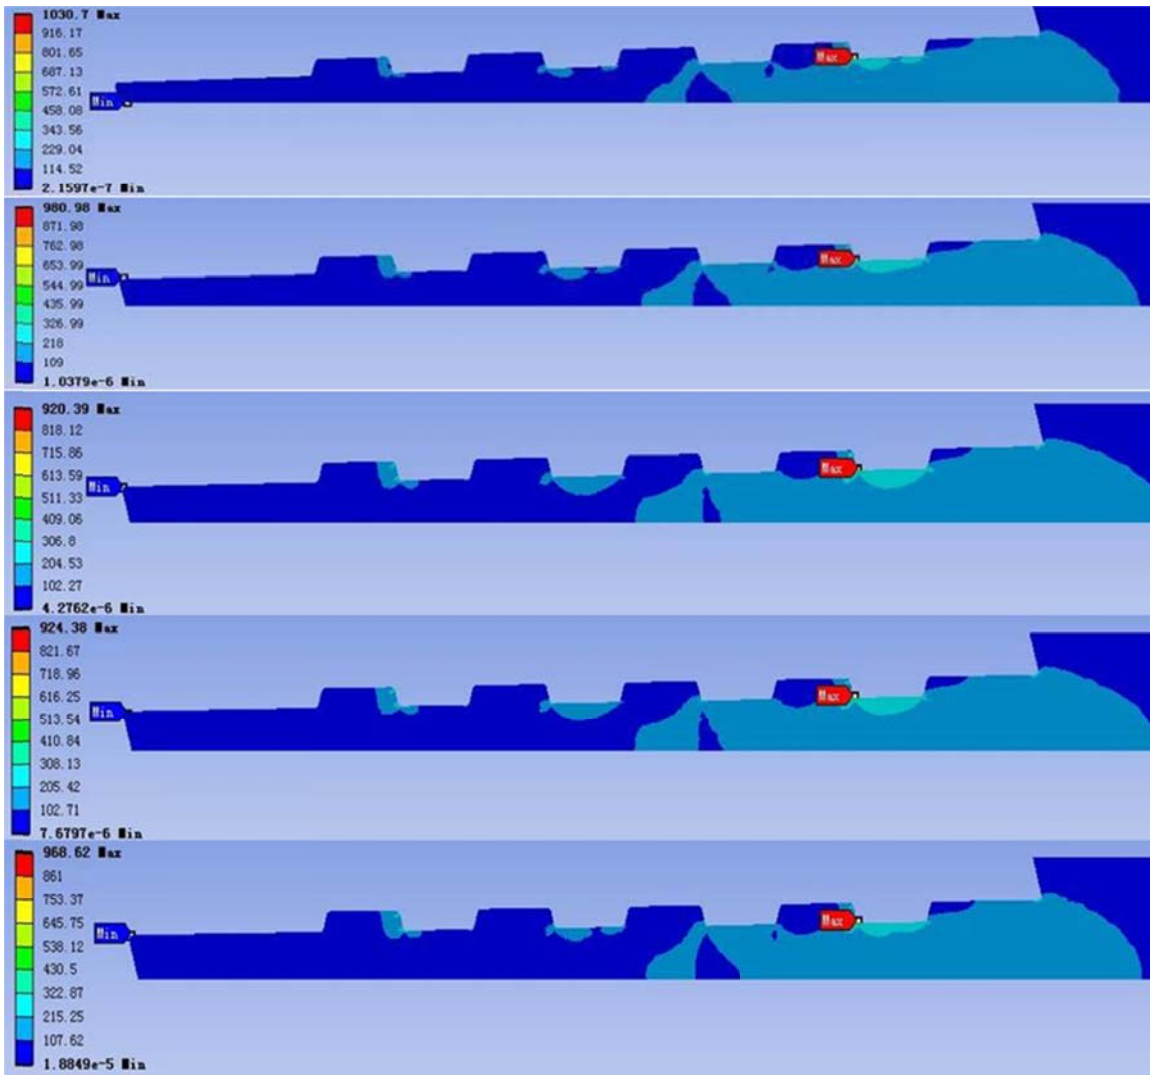 1030.7 Max
916.17
801.65
687.13
572.61
458.08
343.56
229.04
114.52
2.1597e-7 Min
Min
Max
980.98 Max
871.98
762.98
653.99
544.99
435.99
326.99
218
109
1.0379e-6 Min
Min
Max
920.39 Max
818.12
715.86
613.59
511.33
409.06
306.8
204.53
102.27
4.2762e-6 Min
Min
Max
924.38 Max
821.67
718.96
616.25
513.54
410.84
308.13
205.42
102.71
7.6797e-6 Min
Min
Max
968.62 Max
861
753.37
645.75
538.12
430.5
322.87
215.25
107.62
1.8849e-5 Min
Min
Max